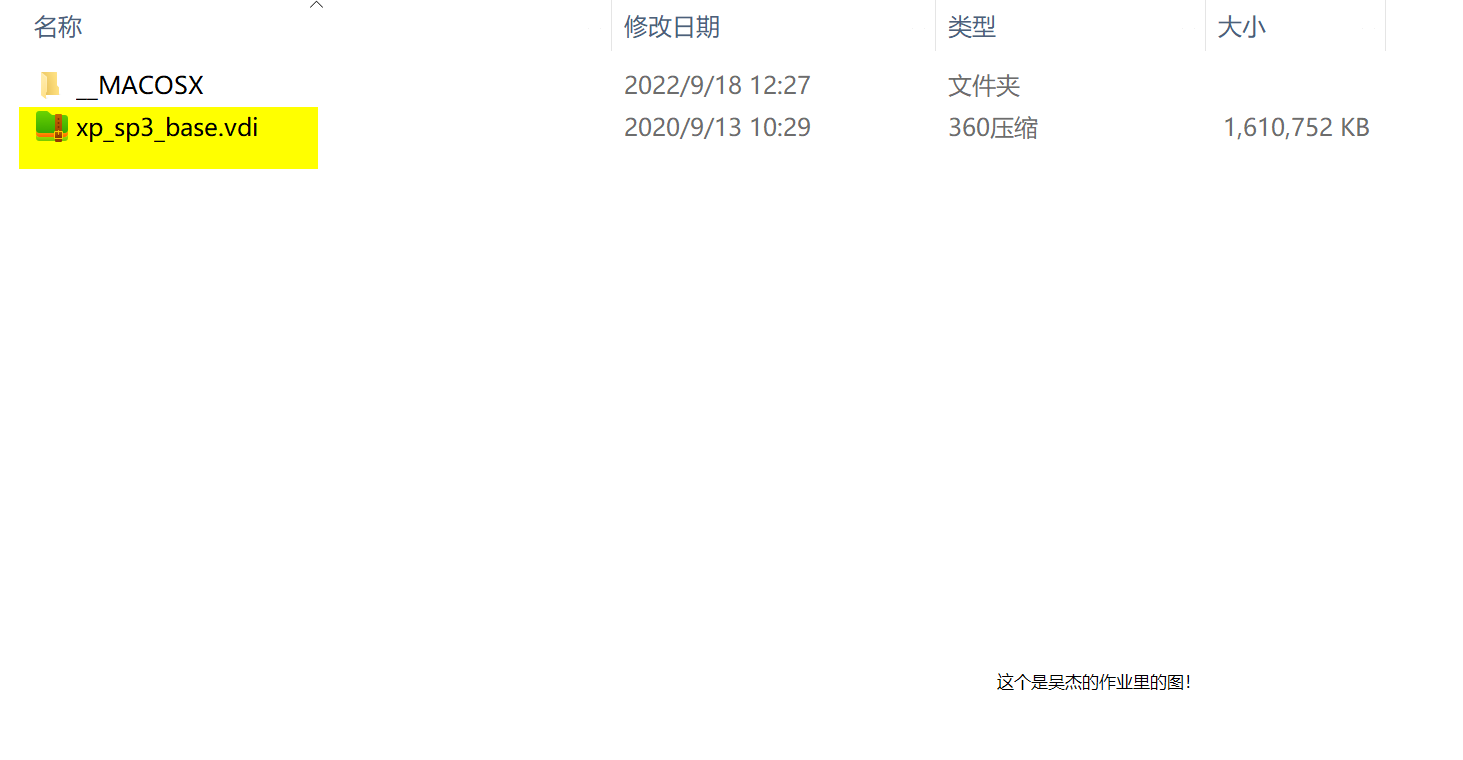 名称 修改日期 类型 大小
__MACOSX 2022/9/18 12:27 文件夹
xp_sp3_base.vdi 2020/9/13 10:29 360压缩 1,610,752 KB
这个是吴杰的作业里的图!